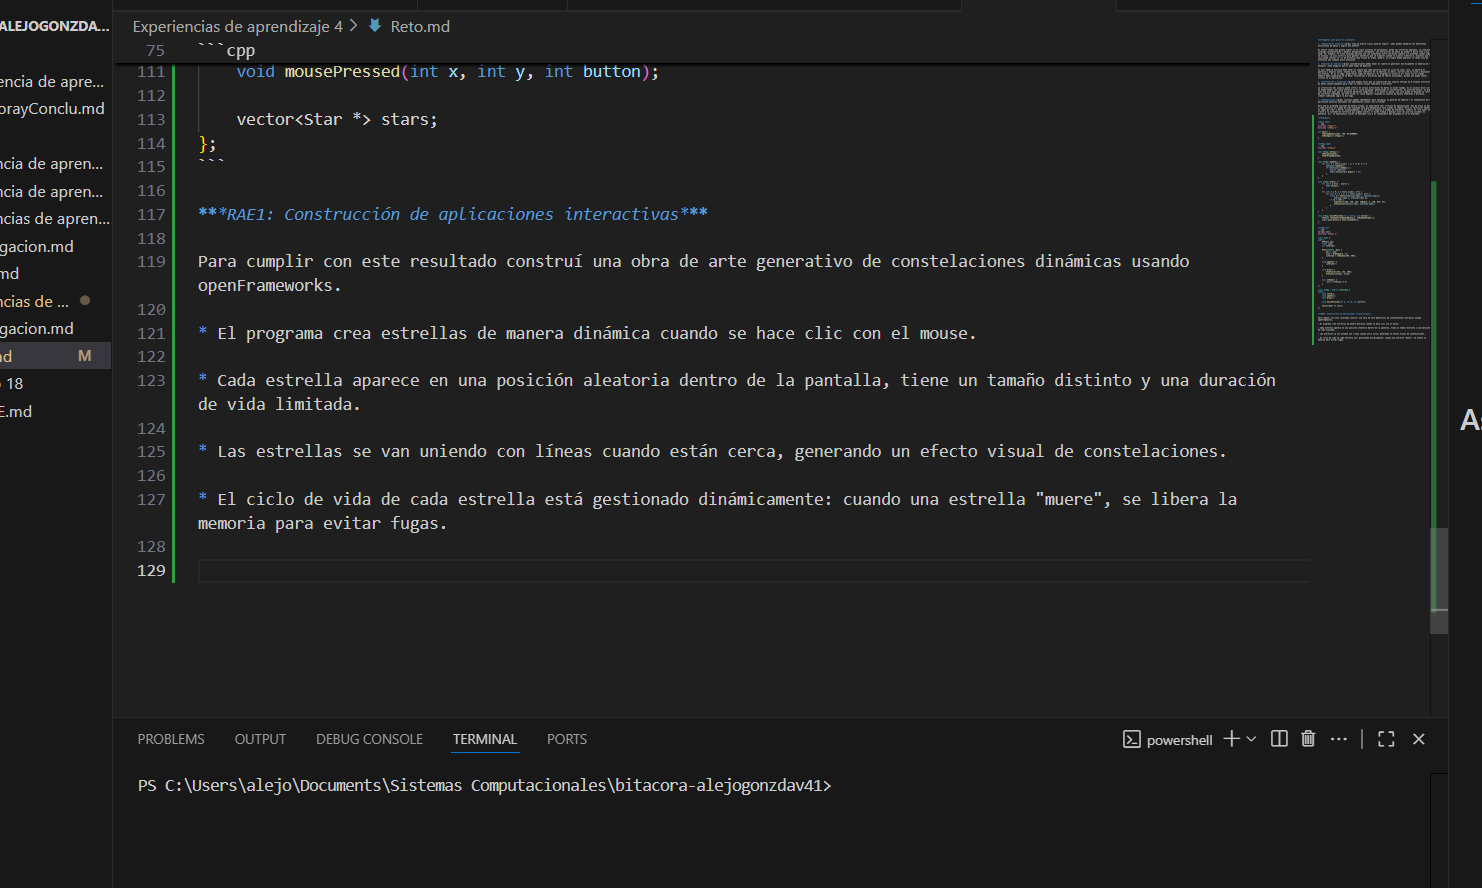 ALEJOGONZDA...
Experiencias de aprendizaje 4 > Reto.md
75 ```cpp
encia de apre...
111 void mousePressed(int x, int y, int button);
orayConclu.md
112
113 vector<Star *> stars;
114 };
115 ```
ncia de apren...
116
ncia de apren...
117 ***RAE1: Construcción de aplicaciones interactivas***
ncias de apren...
118
gacion.md
119 Para cumplir con este resultado construí una obra de arte generativo de constelaciones dinámicas usando
md
openFrameworks.
ncias de ...
120
gacion.md
121 * El programa crea estrellas de manera dinámica cuando se hace clic con el mouse.
nd M
122
18
123 * Cada estrella aparece en una posición aleatoria dentro de la pantalla, tiene un tamaño distinto y una duración
E.md
de vida limitada.
124
125 * Las estrellas se van uniendo con líneas cuando están cerca, generando un efecto visual de constelaciones.
126
127 * El ciclo de vida de cada estrella está gestionado dinámicamente: cuando una estrella "muere", se libera la
memoria para evitar fugas.
128
129
PROBLEMS OUTPUT DEBUG CONSOLE TERMINAL PORTS powershell
PS C:\Users\alejo\Documents\Sistemas Computacionales\bitacora-alejogonzdav41>